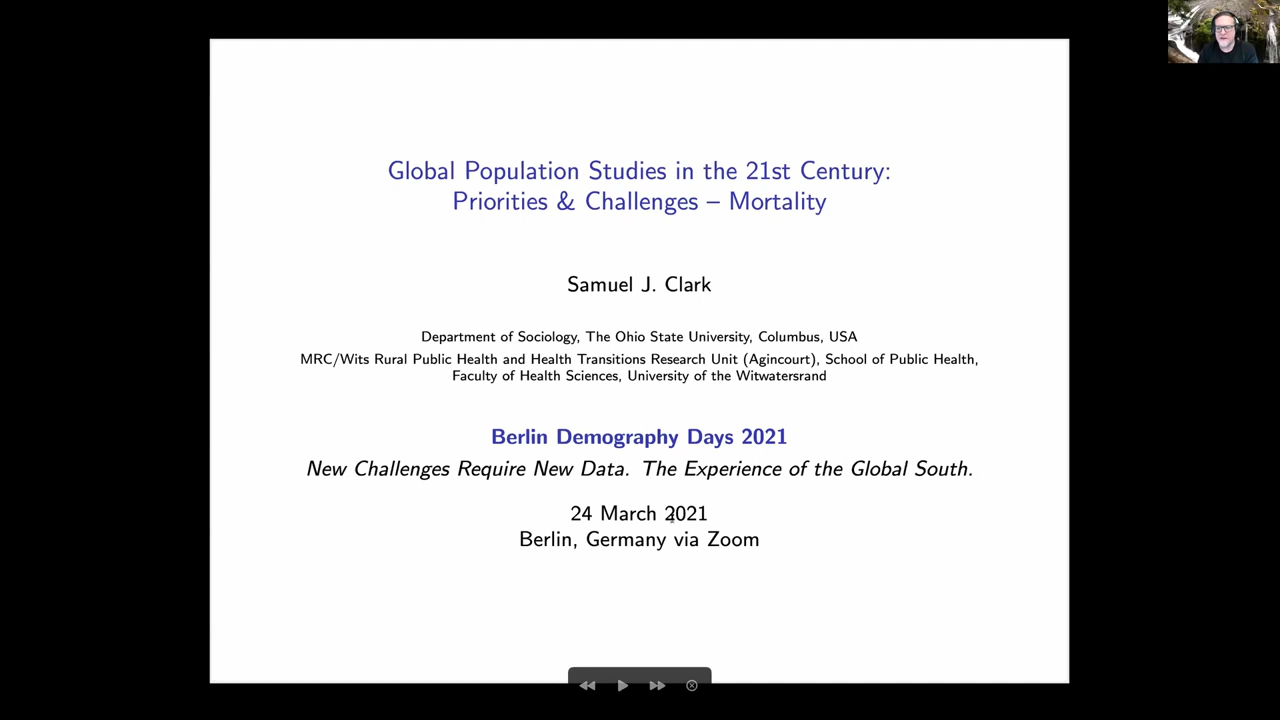 Global Population Studies in the 21st Century:
Priorities & Challenges – Mortality
Samuel J. Clark
Department of Sociology, The Ohio State University, Columbus, USA
MRC/Wits Rural Public Health and Health Transitions Research Unit (Agincourt), School of Public Health,
Faculty of Health Sciences, University of the Witwatersrand
Berlin Demography Days 2021
New Challenges Require New Data. The Experience of the Global South.
24 March 2021
Berlin, Germany via Zoom